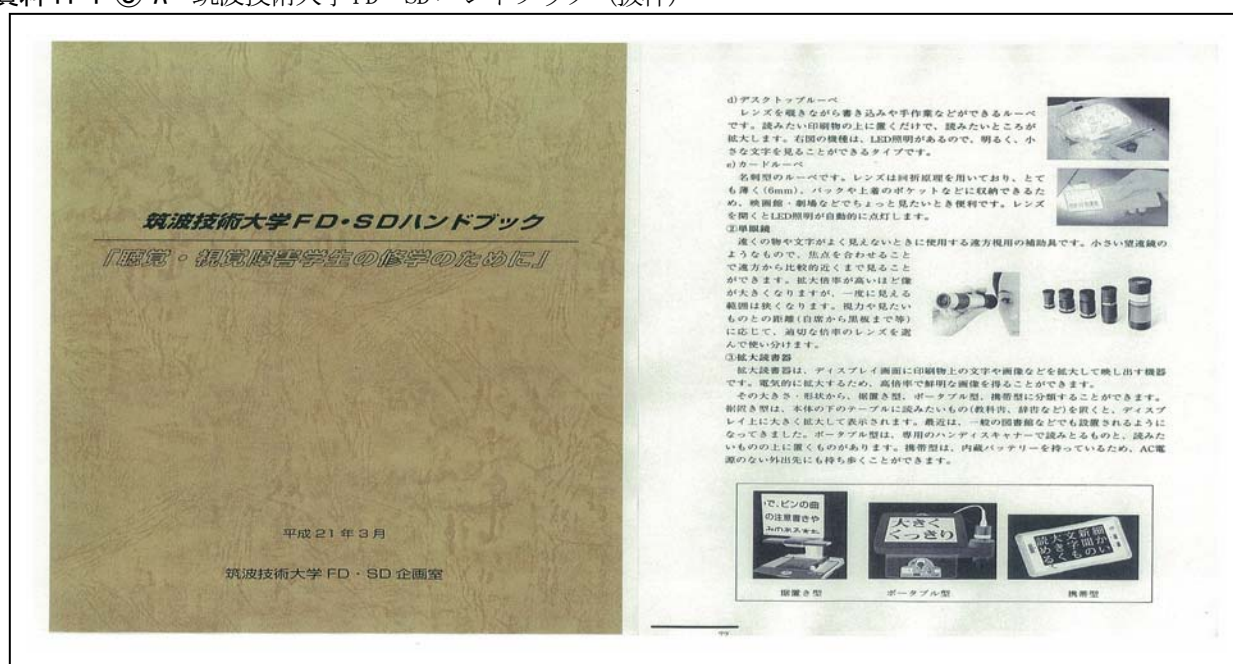 筑波技術大学FD・SDハンドブック(抜粋)
筑波技術大学FD・SDハンドブック
「聴覚・視覚障害学生の修学のために」
平成21年3月
筑波技術大学 FD・SD 企画室
d)デスクトップルーペ
レンズを覗きながら書き込みや手作業などができるルーペ
です。読みたい印刷物の上に置くだけで、読みたいところが
拡大します。右図の機種は、LED照明があるので、明るく、小
さな文字を見ることができるタイプです。
e)カードルーペ
名刺型のルーペです。レンズは回折原理を用いており、とて
も薄く(6mm)、バックや上着のポケットなどに収納できるた
め、映画館・劇場などでちょっと見たいとき便利です。レンズ
を開くとLED照明が自動的に点灯します。
②単眼鏡
遠くの物や文字がよく見えないときに使用する遠方視用の補助具です。小さい望遠鏡の
ようなもので、焦点を合わせること
で遠方から比較的近くまで見ること
ができます。拡大倍率が高いほど像
が大きくなりますが、一度に見える
範囲は狭くなります。視力や見たい
ものとの距離(自席から黒板まで等)
に応じて、適切な倍率のレンズを選
んで使い分けます。
③拡大読書器
拡大読書器は、ディスプレイ画面に印刷物上の文字や画像などを拡大して映し出す機器
です。電気的に拡大するため、高倍率で鮮明な画像を得ることができます。
その大きさ・形状から、据置き型、ポータブル型、携帯型に分類することができます。
据置き型は、本体の下のテーブルに読みたいもの(教科書、辞書など)を置くと、ディスプ
レイ上に大きく拡大して表示されます。最近は、一般の図書館などでも設置されるように
なってきました。ポータブル型は、専用のハンディスキャナーで読みとるものと、読みた
いものの上に置くものがあります。携帯型は、内蔵バッテリーを持っているため、AC電
源のない外出先にも持ち歩くことができます。
いで、ピンの曲
の注意書きや
大きく
くっきり
細かい
新聞の
文字も
大きく
読める
据置き型
ポータブル型
携帯型